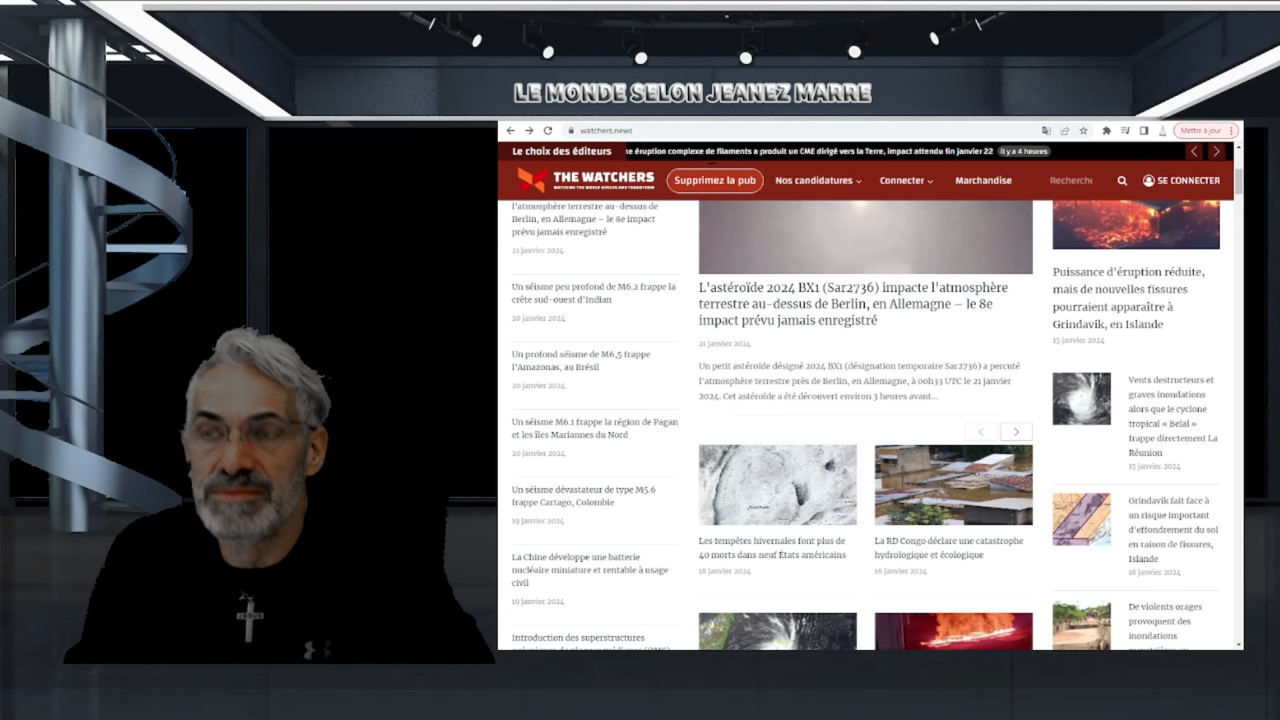 LE MONDE SELON JEANEZ MARRE
watchers.news
Mettre à jour
Le choix des éditeurs
e éruption complexe de filaments a produit un CME dirigé vers la Terre, impact attendu fin janvier 22
Il y a 4 heures
THE WATCHERS
WATCHING THE WORLD EVOLVE AND TRANSFORM
Supprimez la pub
Nos candidatures
Connecter
Marchandise
Recherch
SE CONNECTER
l'atmosphère terrestre au-dessus de
Berlin, en Allemagne – le 8e impact
prévu jamais enregistré
21 janvier 2024
Un séisme peu profond de M6.2 frappe la
crête sud-ouest d'Indian
20 janvier 2024
Un profond séisme de M6,5 frappe
l'Amazonas, au Brésil
20 janvier 2024
Un séisme M6.1 frappe la région de Pagan
et les îles Mariannes du Nord
20 janvier 2024
Un séisme dévastateur de type M5.6
frappe Cartago, Colombie
19 janvier 2024
La Chine développe une batterie
nucléaire miniature et rentable à usage
civil
19 janvier 2024
Introduction des superstructures
L'astéroïde 2024 BX1 (Sar2736) impacte l'atmosphère
terrestre au-dessus de Berlin, en Allemagne – le 8e
impact prévu jamais enregistré
21 janvier 2024
Un petit astéroïde désigné 2024 BX1 (désignation temporaire Sar2736) a percuté
l'atmosphère terrestre près de Berlin, en Allemagne, à 00h33 UTC le 21 janvier
2024. Cet astéroïde a été découvert environ 3 heures avant...
Les tempêtes hivernales font plus de
40 morts dans neuf États américains
18 janvier 2024
La RD Congo déclare une catastrophe
hydrologique et écologique
16 janvier 2024
Puissance d'éruption réduite,
mais de nouvelles fissures
pourraient apparaître à
Grindavik, en Islande
15 janvier 2024
Vents destructeurs et
graves inondations
alors que le cyclone
tropical « Belal »
frappe directement La
Réunion
15 janvier 2024
Grindavik fait face à
un risque important
d'effondrement du sol
en raison de fissures,
Islande
18 janvier 2024
De violents orages
provoquent des
inondations
JESUS